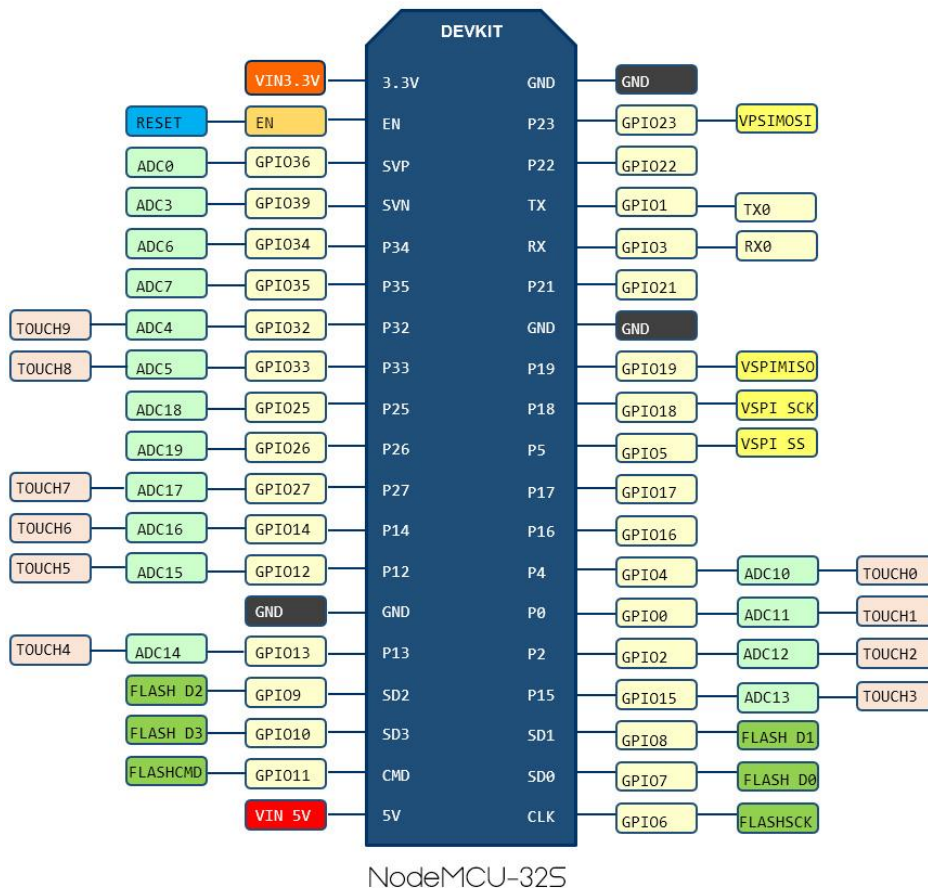 DEVKIT
VIN3.3V 3.3V GND GND
RESET EN EN P23 GPIO23 VPSIMOSI
ADC0 GPIO36 SVP P22 GPIO22
ADC3 GPIO39 SVN TX GPIO1 TX0
ADC6 GPIO34 P34 RX GPIO3 RX0
ADC7 GPIO35 P35 P21 GPIO21
TOUCH9 ADC4 GPIO32 P32 GND GND
TOUCH8 ADC5 GPIO33 P33 P19 GPIO19 VSPIMISO
ADC18 GPIO25 P25 P18 GPIO18 VSPI SCK
ADC19 GPIO26 P26 P5 GPIO5 VSPI SS
TOUCH7 ADC17 GPIO27 P27 P17 GPIO17
TOUCH6 ADC16 GPIO14 P14 P16 GPIO16
TOUCH5 ADC15 GPIO12 P12 P4 GPIO4 ADC10 TOUCH0
GND GND P0 GPIO0 ADC11 TOUCH1
TOUCH4 ADC14 GPIO13 P13 P2 GPIO2 ADC12 TOUCH2
FLASH D2 GPIO9 SD2 P15 GPIO15 ADC13 TOUCH3
FLASH D3 GPIO10 SD3 SD1 GPIO8 FLASH D1
FLASHCMD GPIO11 CMD SD0 GPIO7 FLASH D0
VIN 5V 5V CLK GPIO6 FLASHSCK
NodeMCU-32S